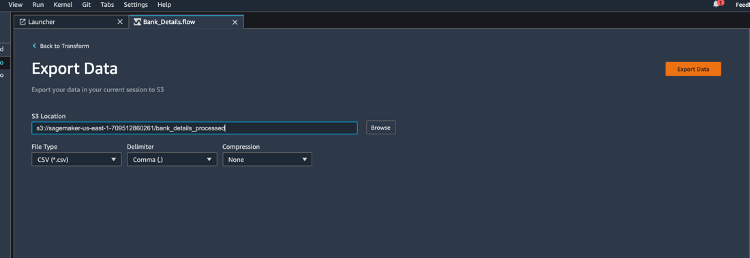 View Run Kernel Git Tabs Settings Help
Launcher Bank_Details.flow
Back to Transform
Export Data
Export Data
Export your data in your current session to S3
S3 Location
s3://sagemaker-us-east-1-709512860261/bank_details_processed
Browse
File Type Delimiter Compression
CSV (*.csv) Comma (,) None